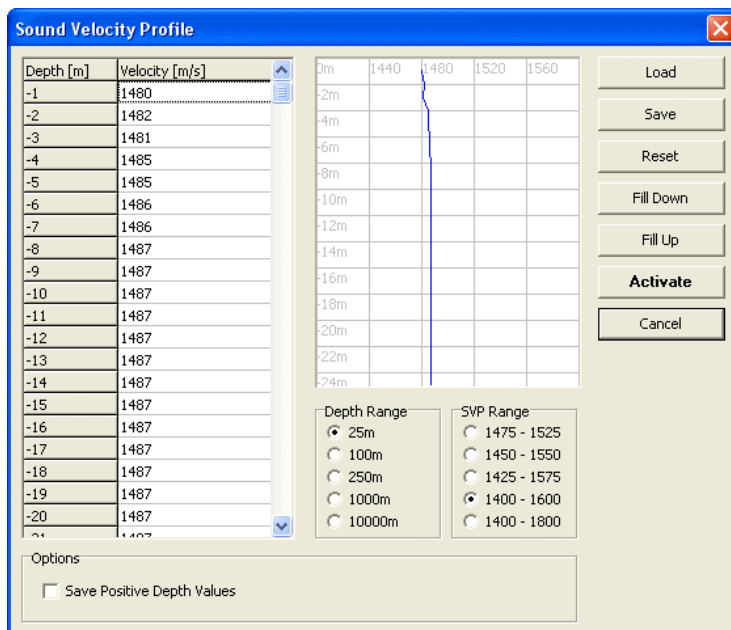 Sound Velocity Profile
Depth [m] Velocity [m/s]
-1 1480
-2 1482
-3 1481
-4 1485
-5 1485
-6 1486
-7 1486
-8 1487
-9 1487
-10 1487
-11 1487
-12 1487
-13 1487
-14 1487
-15 1487
-16 1487
-17 1487
-18 1487
-19 1487
-20 1487
0m 1440 1480 1520 1560
-2m
-4m
-6m
-8m
-10m
-12m
-14m
-16m
-18m
-20m
-22m
-24m
Load
Save
Reset
Fill Down
Fill Up
Activate
Cancel
Depth Range
25m
100m
250m
1000m
10000m
SVP Range
1475 - 1525
1450 - 1550
1425 - 1575
1400 - 1600
1400 - 1800
Options
Save Positive Depth Values